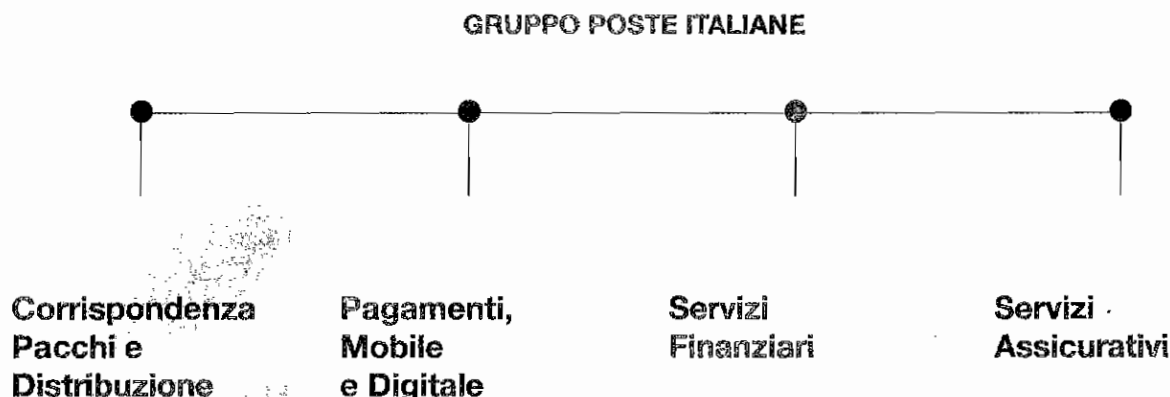 GRUPPO POSTE ITALIANE
Corrispondenza
Pacchi e
Distribuzione
Pagamenti,
Mobile
e Digitale
Servizi
Finanziari
Servizi
Assicurativi